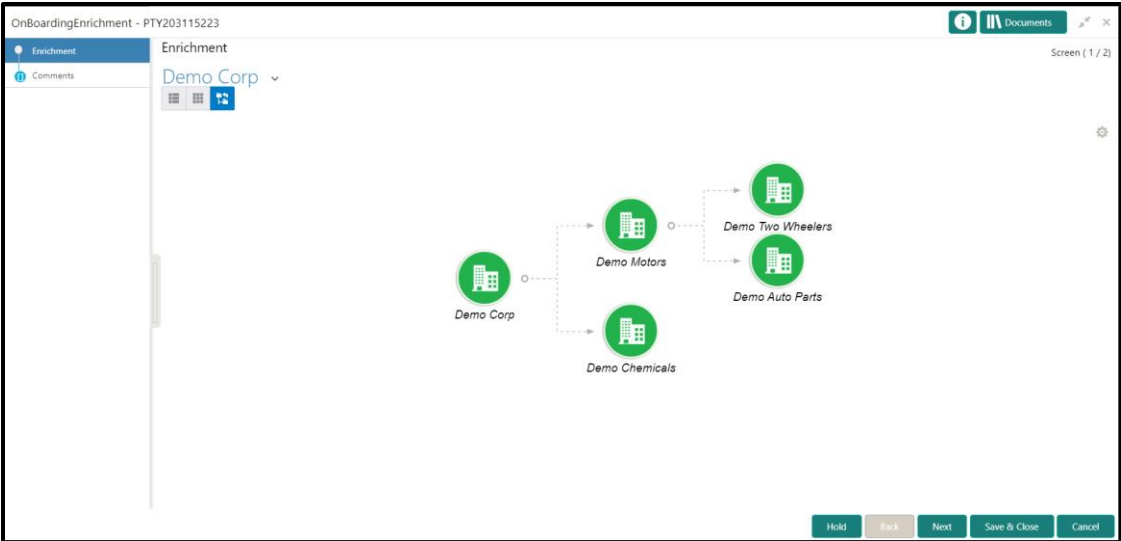 OnBoardingEnrichment - PTY203115223
Documents
Enrichment
Comments
Enrichment
Screen ( 1 / 2)
Demo Corp
Demo Two Wheelers
Demo Motors
Demo Auto Parts
Demo Corp
Demo Chemicals
Hold
Back
Next
Save & Close
Cancel